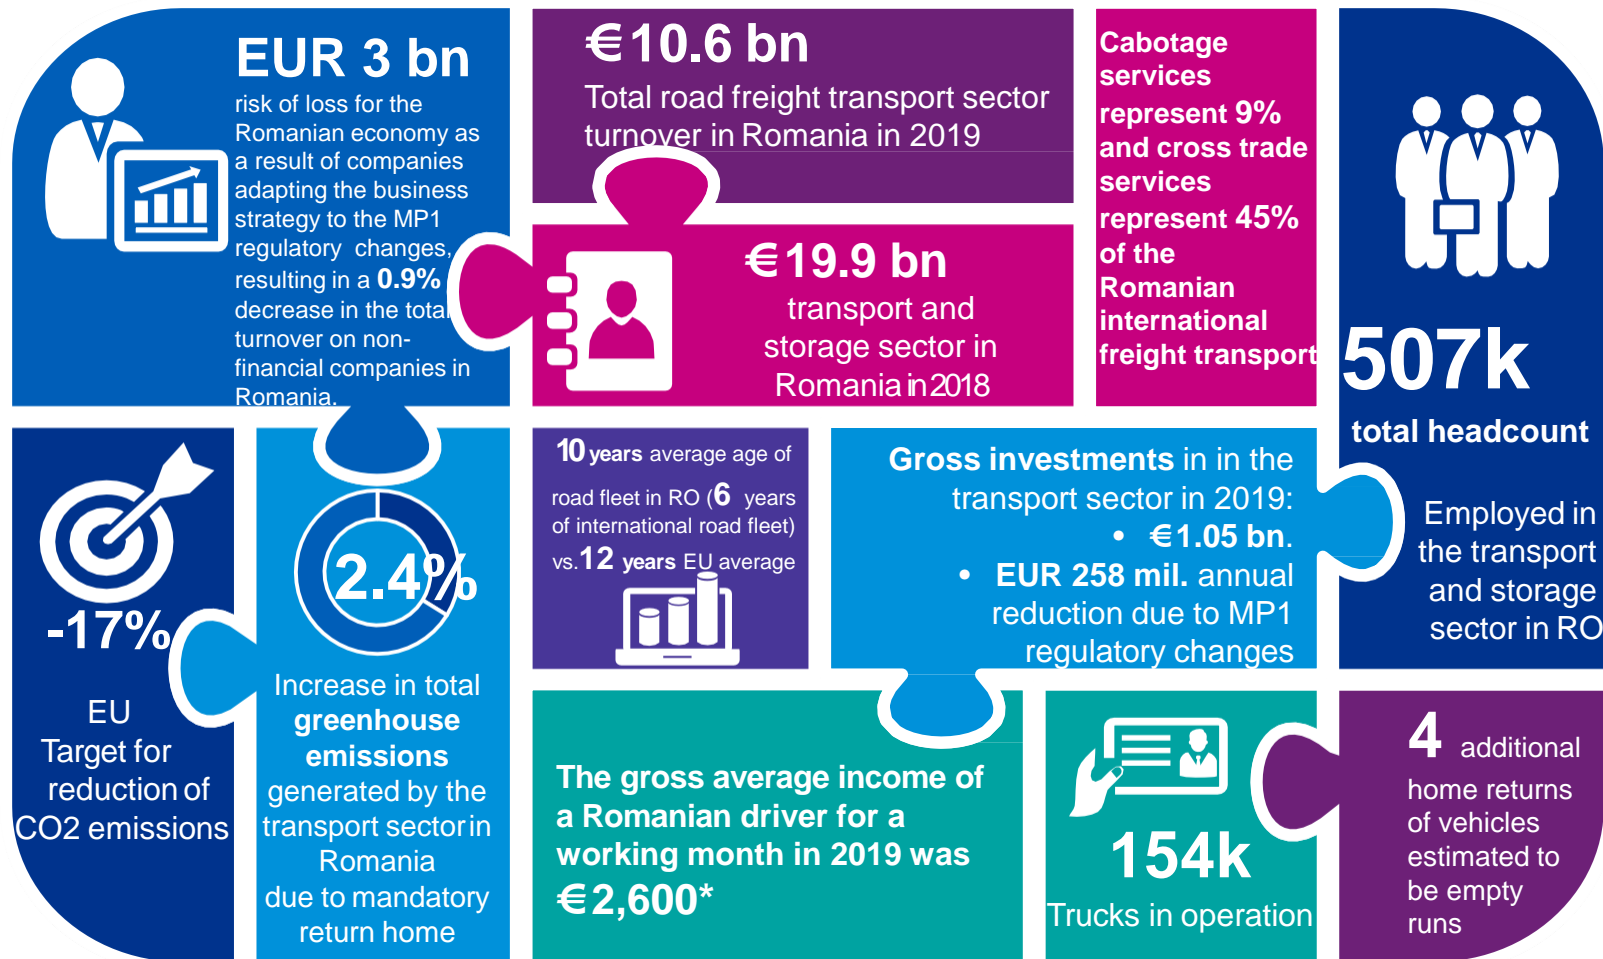 EUR 3 bn
risk of loss for the
Romanian economy as
a result of companies
adapting the business
strategy to the MP1
regulatory changes,
resulting in a 0.9%
decrease in the total
turnover on non-
financial companies in
Romania.
€10.6 bn
Total road freight transport sector
turnover in Romania in 2019
€19.9 bn
transport and
storage sector in
Romania in 2018
Cabotage
services
represent 9%
and cross trade
services
represent 45%
of the
Romanian
international
freight transport
507k
total headcount
Employed in
the transport
and storage
sector in RO
-17%
EU
Target for
reduction of
CO2 emissions
2.4%
Increase in total
greenhouse
emissions
generated by the
transport sector in
Romania
due to mandatory
return home
10 years average age of
road fleet in RO (6 years
of international road fleet)
vs.12 years EU average
Gross investments in in the
transport sector in 2019:
• €1.05 bn.
• EUR 258 mil. annual
reduction due to MP1
regulatory changes
The gross average income of
a Romanian driver for a
working month in 2019 was
€2,600*
154k
Trucks in operation
4 additional
home returns
of vehicles
estimated to
be empty
runs